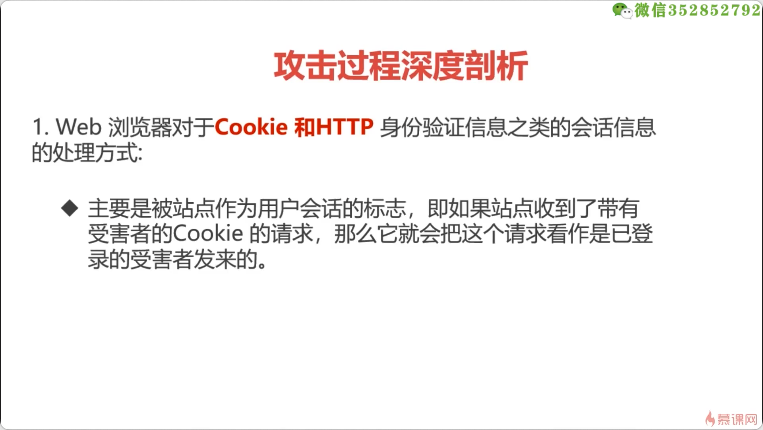 微信352852792
攻击过程深度剖析
1. Web 浏览器对于Cookie 和HTTP 身份验证信息之类的会话信息
的处理方式:
◆ 主要是被站点作为用户会话的标志，即如果站点收到了带有
受害者的Cookie 的请求，那么它就会把这个请求看作是已登
录的受害者发来的。
慕课网